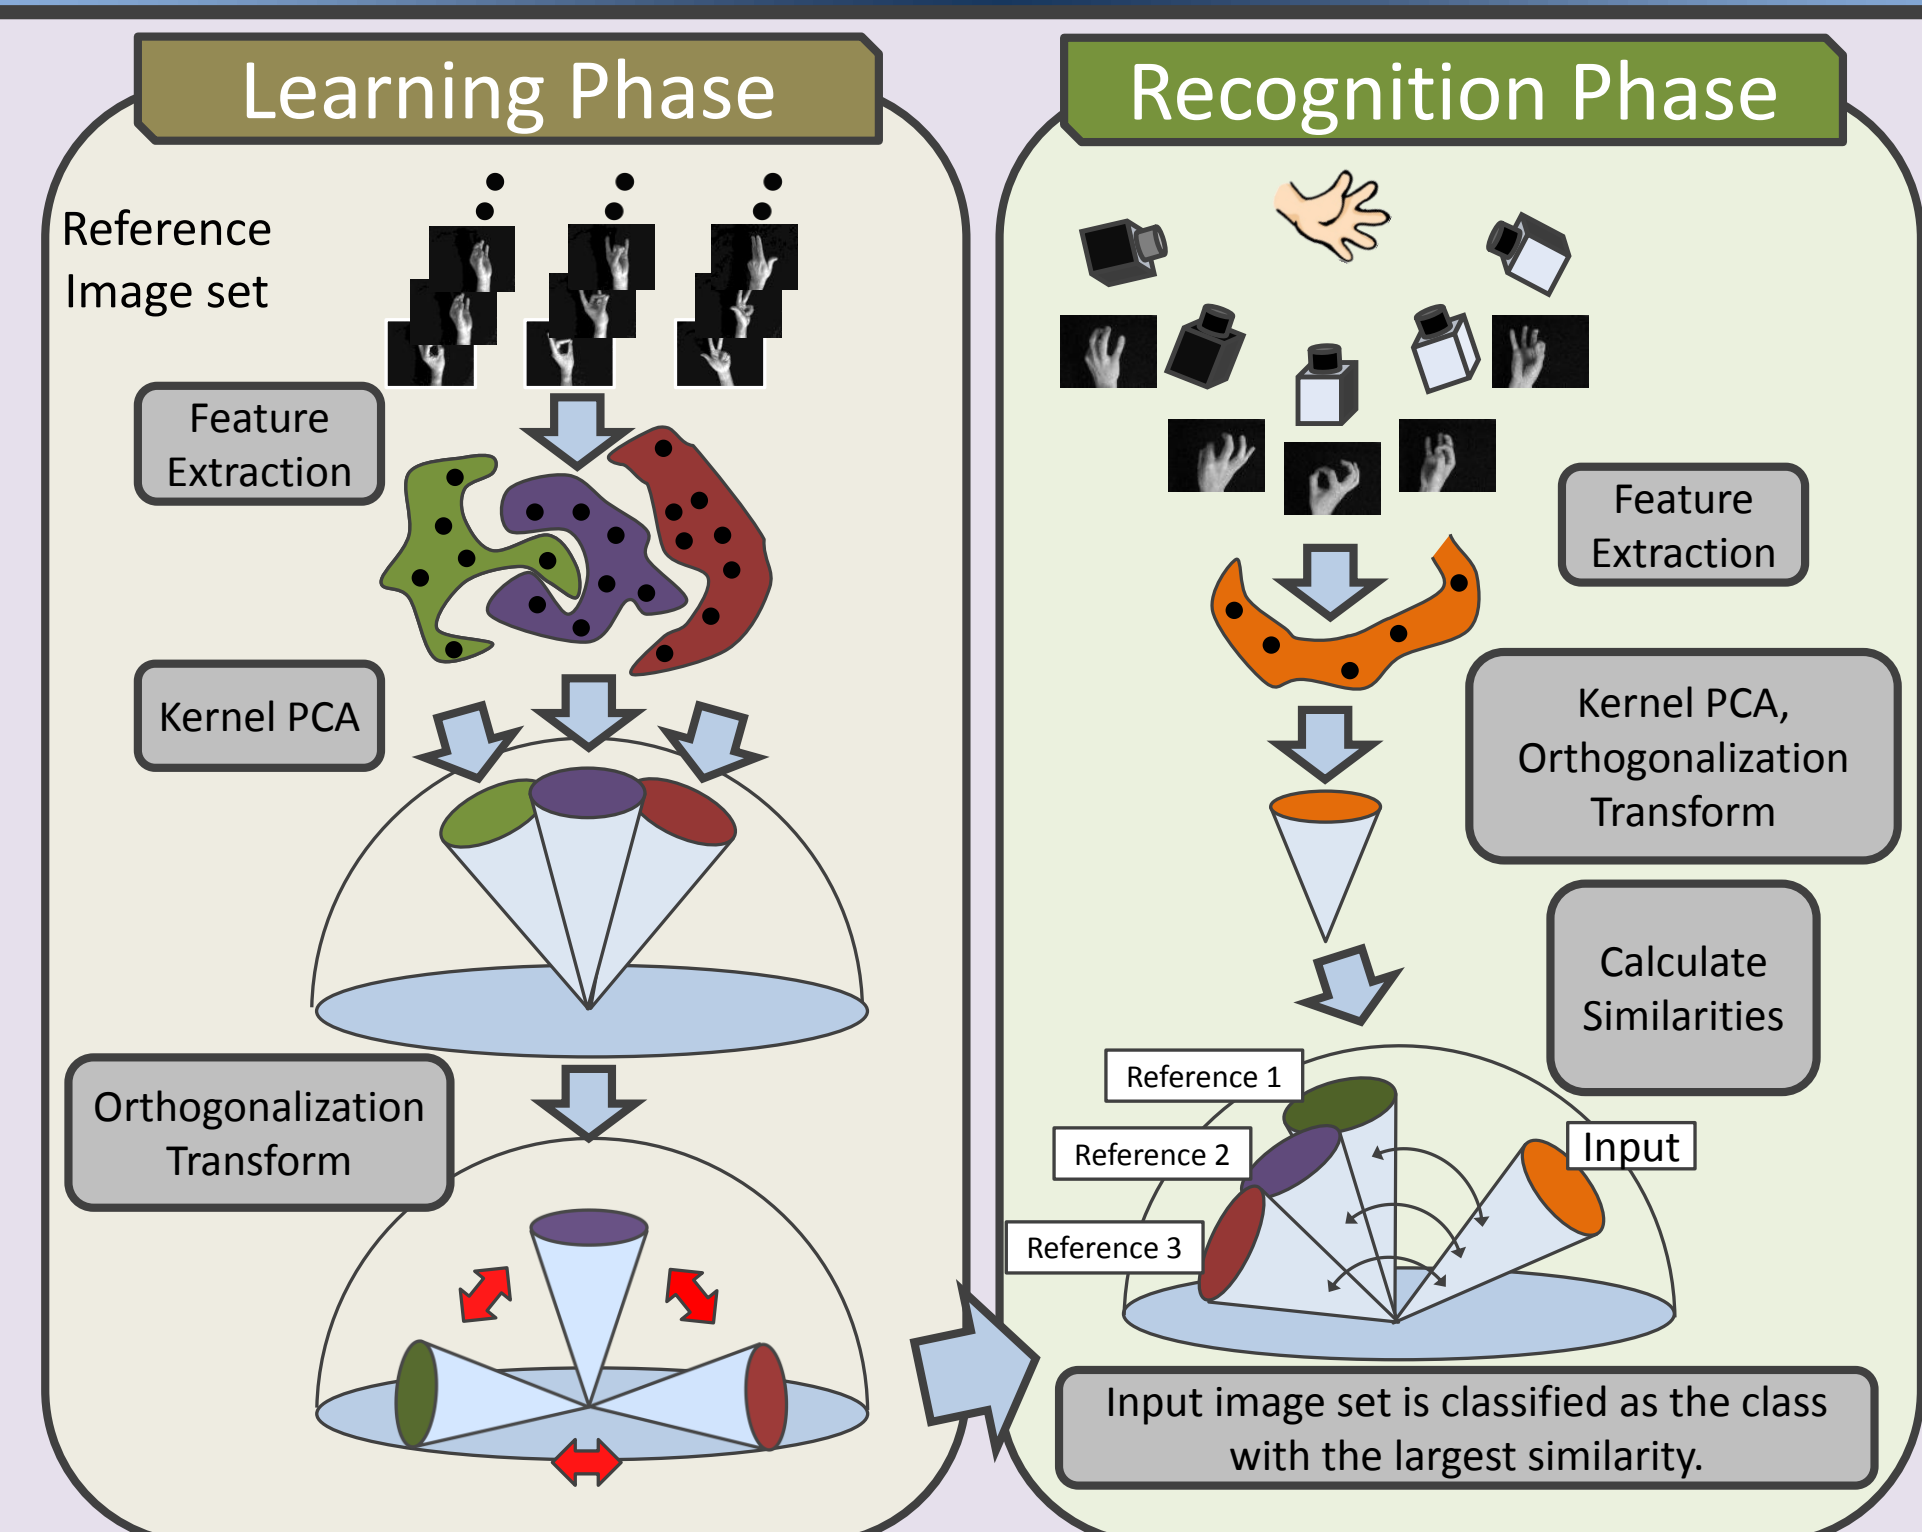 Learning Phase
Reference
Image set
Feature
Extraction
Kernel PCA
Orthogonalization
Transform
Recognition Phase
Feature
Extraction
Kernel PCA,
Orthogonalization
Transform
Calculate
Similarities
Reference 1
Reference 2
Reference 3
Input
Input image set is classified as the class
with the largest similarity.